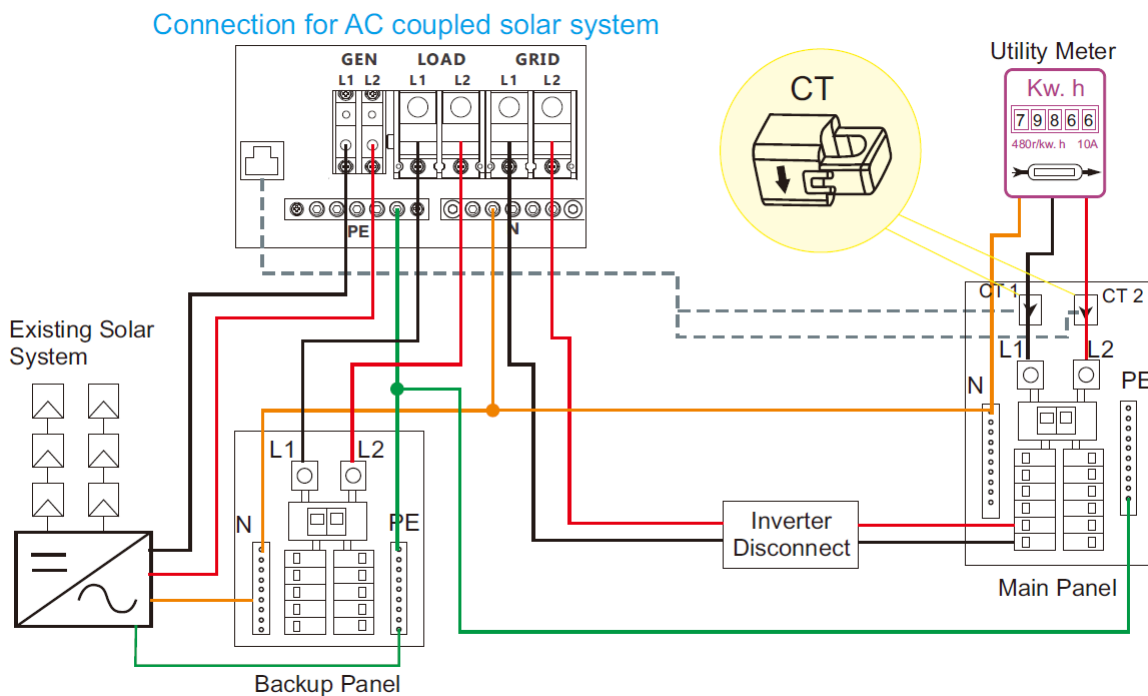 Connection for AC coupled solar system
GEN LOAD GRID
L1 L2 L1 L2 L1 L2
PE N
CT
Utility Meter
Kw. h
79866
480r/kw. h 10A
CT 1 CT 2
L1 L2
N PE
Existing Solar
System
L1 L2
N PE
Inverter
Disconnect
Main Panel
Backup Panel